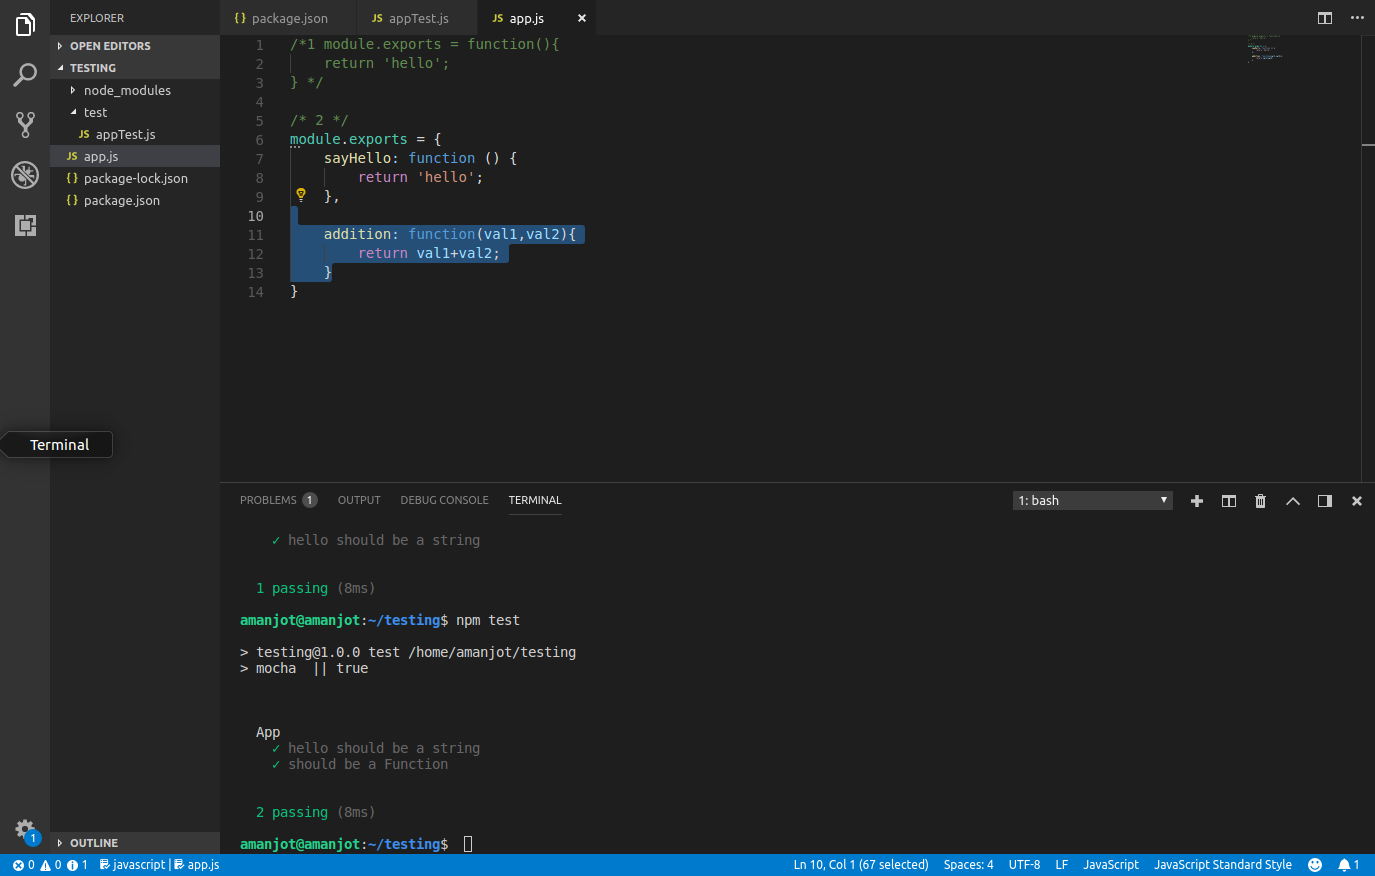 EXPLORER
OPEN EDITORS
TESTING
node_modules
test
JS appTest.js
JS app.js
{ } package-lock.json
{ } package.json
Terminal
OUTLINE
1
{ } package.json
JS appTest.js
JS app.js
1 /*1 module.exports = function(){
2 return 'hello';
3 } */
4
5 /* 2 */
6 module.exports = {
7 sayHello: function () {
8 return 'hello';
9 },
10
11 addition: function(val1,val2){
12 return val1+val2;
13 }
14 }
PROBLEMS 1 OUTPUT DEBUG CONSOLE TERMINAL 1: bash
✓ hello should be a string
1 passing (8ms)
amanjot@amanjot:~/testing$ npm test
> testing@1.0.0 test /home/amanjot/testing
> mocha || true
App
✓ hello should be a string
✓ should be a Function
2 passing (8ms)
amanjot@amanjot:~/testing$
0 0 1 javascript | app.js Ln 10, Col 1 (67 selected) Spaces: 4 UTF-8 LF JavaScript JavaScript Standard Style 1